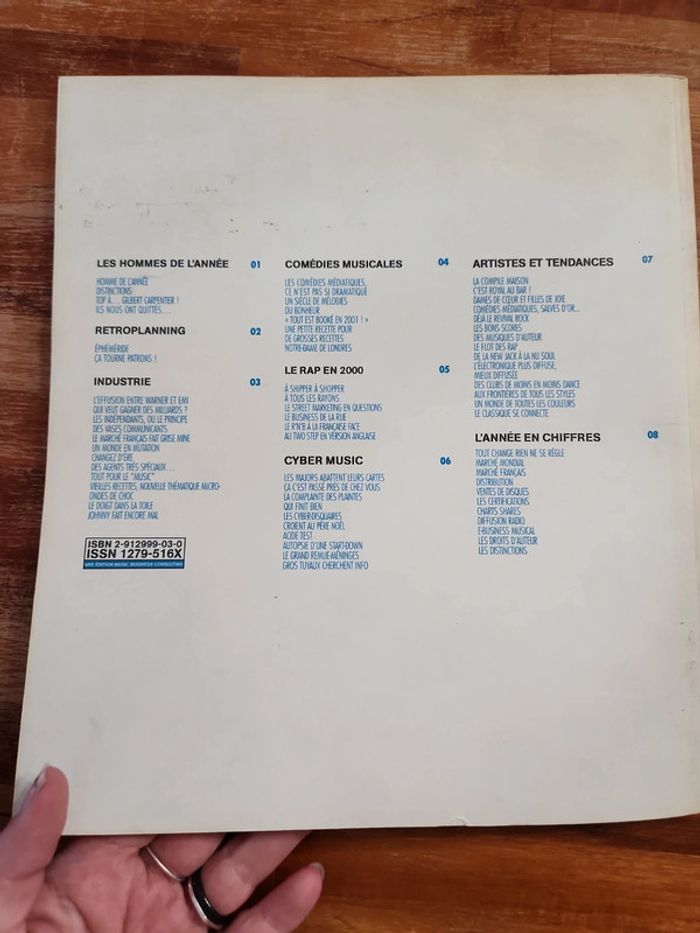 LES HOMMES DE L'ANNÉE 01
HOMME DE L'ANNÉE
DISTINCTIONS
TOP À... GILBERT CARPENTIER !
ILS NOUS ONT QUITTÉS...
RETROPLANNING 02
ÉPHÉMÉRIDE
ÇA TOURNE PATRONS !
INDUSTRIE 03
L'EFFUSION ENTRE WARNER ET EMI
QUI VEUT GAGNER DES MILLIARDS ?
LES INDÉPENDANTS, OU LE PRINCIPE
DES VASES COMMUNICANTS
LE MARCHÉ FRANÇAIS FAIT GRISE MINE
UN MONDE EN MUTATION
CHANGEZ D'ÈRE
DES AGENTS TRÈS SPÉCIAUX...
TOUT POUR LE "MUSIC"
VIEILLES RECETTES, NOUVELLE THÉMATIQUE MICRO-
ONDES DE CHOC
LE DOIGT DANS LA TOILE
JOHNNY FAIT ENCORE MAL
ISBN 2-912999-03-0
ISSN 1279-516X
UNE ÉDITION MUSIC BUSINESS CONSULTING
COMÉDIES MUSICALES 04
LES COMÉDIES MÉDIATIQUES,
CE N'EST PAS SI DRAMATIQUE
UN SIÈCLE DE MÉLODIES
DU BONHEUR
« TOUT EST BOOKÉ EN 2001 ! »
UNE PETITE RECETTE POUR
DE GROSSES RECETTES
NOTRE-DAME DE LONDRES
LE RAP EN 2000 05
À SHIPPER À SHOPPER
À TOUS LES RAYONS
LE STREET MARKETING EN QUESTIONS
LE BUSINESS DE LA RUE
LE R'N'B À LA FRANÇAISE FACE
AU TWO STEP EN VERSION ANGLAISE
CYBER MUSIC 06
LES MAJORS ABATTENT LEURS CARTES
ÇA C'EST PASSÉ PRÈS DE CHEZ VOUS
LA COMPLAINTE DES PLAINTES
QUI FINIT BIEN
LES CYBER-DISQUAIRES
CROIENT AU PÈRE NOËL
ACIDE TEST
AUTOPSIE D'UNE START-DOWN
LE GRAND REMUE-MÉNINGES
GROS TUYAUX CHERCHENT INFO
ARTISTES ET TENDANCES 07
LA COMPILE MAISON
C'EST ROYAL AU BAR !
DAMES DE CŒUR ET FILLES DE JOIE
COMÉDIES MÉDIATIQUES, SALVES D'OR...
DÉJÀ LE REVIVAL ROCK
LES BONS SCORES
DES MUSIQUES D'AUTEUR
LE FLOT DES RAP
DE LA NEW JACK À LA NU SOUL
L'ÉLECTRONIQUE PLUS DIFFUSE,
MIEUX DIFFUSÉE
DES CLUBS DE MOINS EN MOINS DANCE
AUX FRONTIÈRES DE TOUS LES STYLES
UN MONDE DE TOUTES LES COULEURS
LE CLASSIQUE SE CONNECTE
L'ANNÉE EN CHIFFRES 08
TOUT CHANGE RIEN NE SE RÈGLE
MARCHÉ MONDIAL
MARCHÉ FRANÇAIS
DISTRIBUTION
VENTES DE DISQUES
LES CERTIFICATIONS
CHARTS SHARES
DIFFUSION RADIO
E-BUSINESS MUSICAL
LES DROITS D'AUTEUR
LES DISTINCTIONS